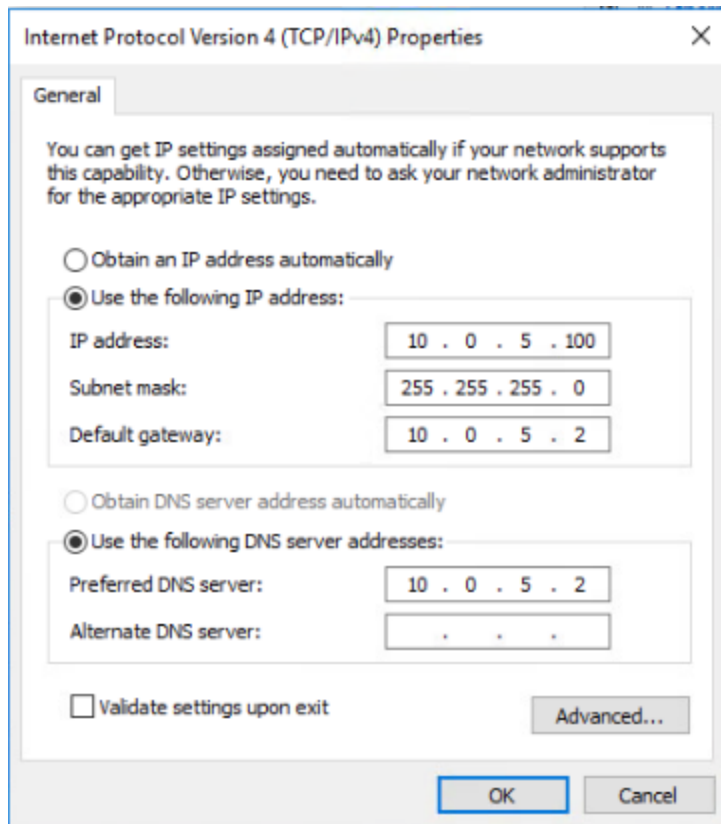 Internet Protocol Version 4 (TCP/IPv4) Properties
General
You can get IP settings assigned automatically if your network supports
this capability. Otherwise, you need to ask your network administrator
for the appropriate IP settings.
Obtain an IP address automatically
Use the following IP address:
IP address: 10 . 0 . 5 . 100
Subnet mask: 255 . 255 . 255 . 0
Default gateway: 10 . 0 . 5 . 2
Obtain DNS server address automatically
Use the following DNS server addresses:
Preferred DNS server: 10 . 0 . 5 . 2
Alternate DNS server: . . .
Validate settings upon exit
Advanced...
OK Cancel